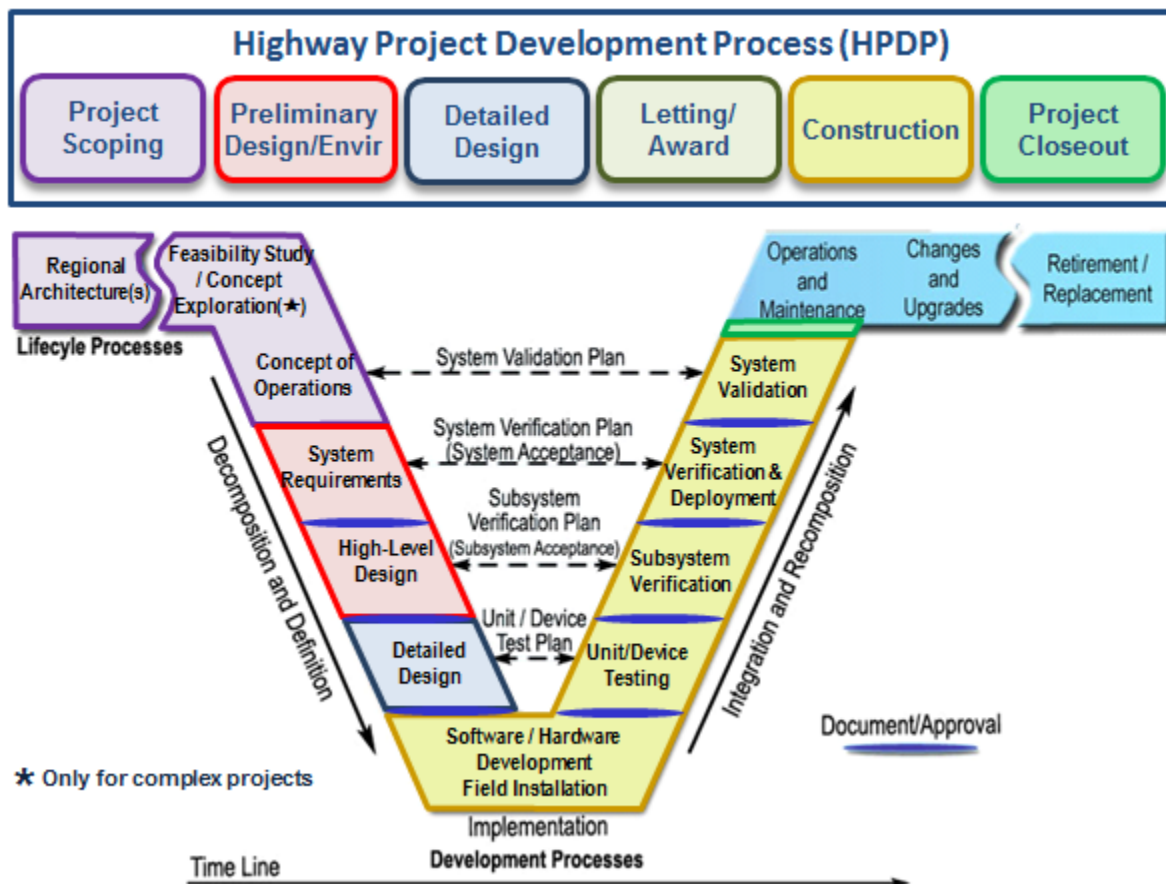 Highway Project Development Process (HPDP)
Project
Scoping
Preliminary
Design/Envir
Detailed
Design
Letting/
Award
Construction
Project
Closeout
Regional
Architecture(s)
Feasibility Study
/ Concept
Exploration(★)
Operations
and
Maintenance
Changes
and
Upgrades
Retirement /
Replacement
Lifecyle Processes
Concept of
Operations
System Validation Plan
System
Validation
System
Requirements
System Verification Plan
(System Acceptance)
System
Verification &
Deployment
High-Level
Design
Subsystem
Verification Plan
(Subsystem Acceptance)
Subsystem
Verification
Detailed
Design
Unit / Device
Test Plan
Unit/Device
Testing
Decomposition and Definition
Integration and Recomposition
Software / Hardware
Development
Field Installation
Document/Approval
★ Only for complex projects
Implementation
Development Processes
Time Line